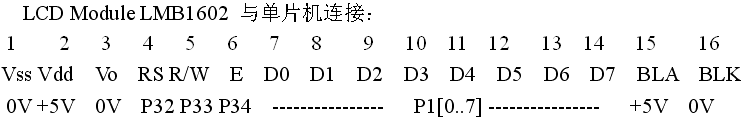 LCD Module LMB1602 与单片机连接：
1 2 3 4 5 6 7 8 9 10 11 12 13 14 15 16
Vss Vdd Vo RS R/W E D0 D1 D2 D3 D4 D5 D6 D7 BLA BLK
0V +5V 0V P32 P33 P34 ---------------- P1[0..7] ---------------- +5V 0V